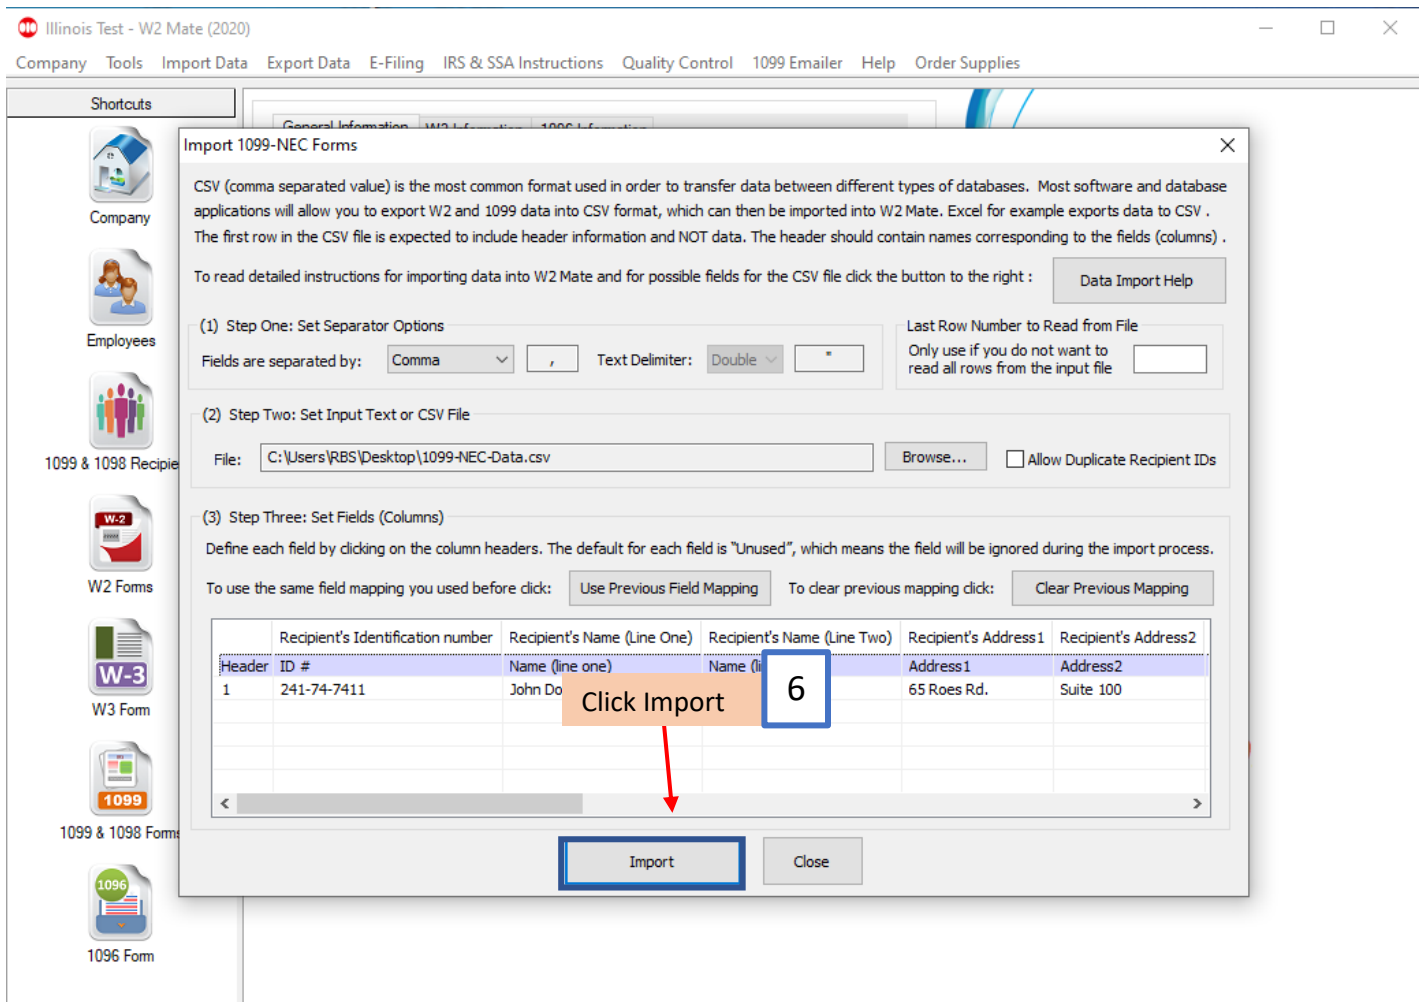 Illinois Test - W2 Mate (2020)
Company Tools Import Data Export Data E-Filing IRS & SSA Instructions Quality Control 1099 Emailer Help Order Supplies
Shortcuts
General Information W2 Information 1096 Information
Company
Employees
1099 & 1098 Recipie
W-2
W2 Forms
W-3
W3 Form
1099
1099 & 1098 Forms
1096
1096 Form
Import 1099-NEC Forms
CSV (comma separated value) is the most common format used in order to transfer data between different types of databases. Most software and database
applications will allow you to export W2 and 1099 data into CSV format, which can then be imported into W2 Mate. Excel for example exports data to CSV .
The first row in the CSV file is expected to include header information and NOT data. The header should contain names corresponding to the fields (columns) .
To read detailed instructions for importing data into W2 Mate and for possible fields for the CSV file click the button to the right :
Data Import Help
(1) Step One: Set Separator Options
Fields are separated by: Comma , Text Delimiter: Double "
Last Row Number to Read from File
Only use if you do not want to
read all rows from the input file
(2) Step Two: Set Input Text or CSV File
File: C:\Users\RBS\Desktop\1099-NEC-Data.csv Browse... Allow Duplicate Recipient IDs
(3) Step Three: Set Fields (Columns)
Define each field by clicking on the column headers. The default for each field is "Unused", which means the field will be ignored during the import process.
To use the same field mapping you used before click: Use Previous Field Mapping To clear previous mapping click: Clear Previous Mapping
Recipient's Identification number Recipient's Name (Line One) Recipient's Name (Line Two) Recipient's Address1 Recipient's Address2
Header ID # Name (line one) Name (li Address1 Address2
1 241-74-7411 John Do 65 Roes Rd. Suite 100
Click Import 6
Import Close